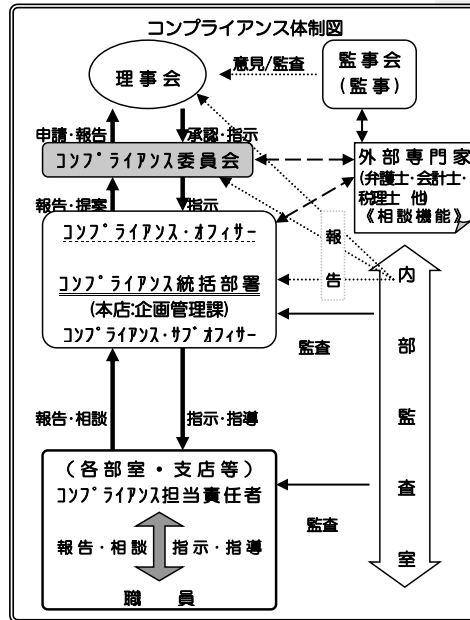 コンプライアンス体制図
理事会
意見/監査
監事会
(監事)
申請・報告
承認・指示
コンプライアンス委員会
外部専門家
(弁護士・会計士・
税理士 他)
《相談機能》
報告・提案
指示
コンプライアンス・オフィサー
コンプライアンス統括部署
(本店:企画管理課)
コンプライアンス・サブオフィサー
報告
監査
内部監査室
報告・相談
指示・指導
(各部室・支店等)
コンプライアンス担当責任者
監査
報告・相談
指示・指導
職員